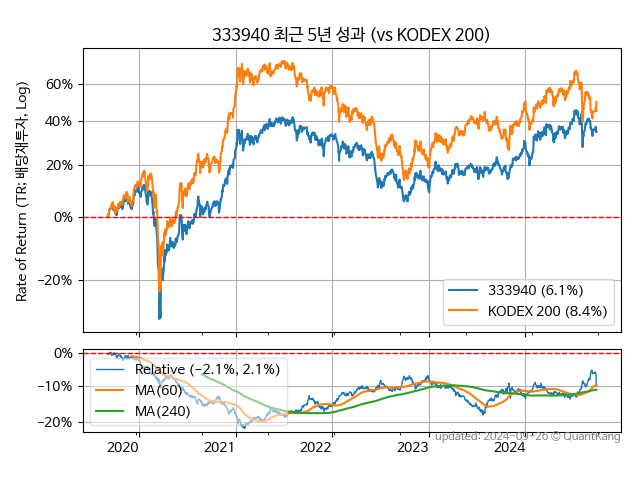 333940 최근 5년 성과 (vs KODEX 200)
Rate of Return (TR: 배당재투자, Log)
60%
40%
20%
0%
−20%
333940 (6.1%)
KODEX 200 (8.4%)
0%
−10%
−20%
Relative (−2.1%, 2.1%)
MA(60)
MA(240)
2020 2021 2022 2023 2024
updated: 2024-09-26 © QuantKang